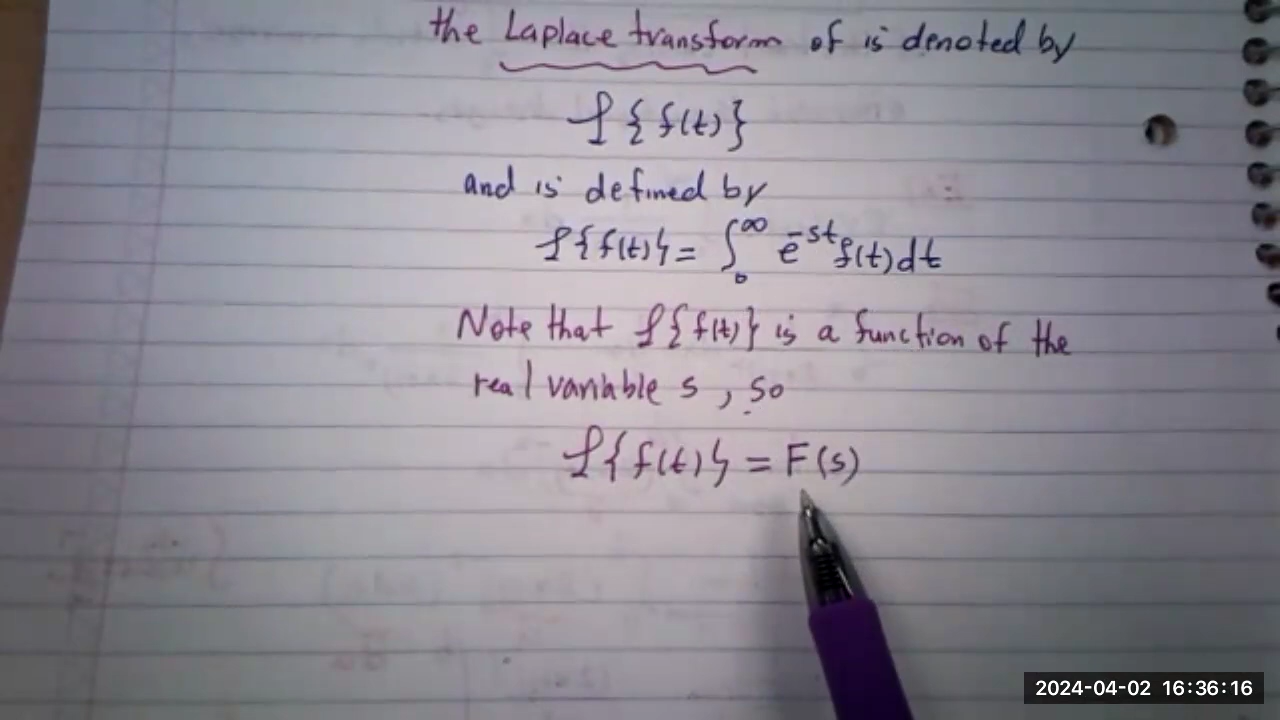 the Laplace transform of is denoted by
ℒ{f(t)}
and is defined by
ℒ{f(t)} = ∫₀^∞ e^-st f(t)dt
Note that ℒ{f(t)} is a function of the
real variable s, so
ℒ{f(t)} = F(s)
2024-04-02 16:36:16